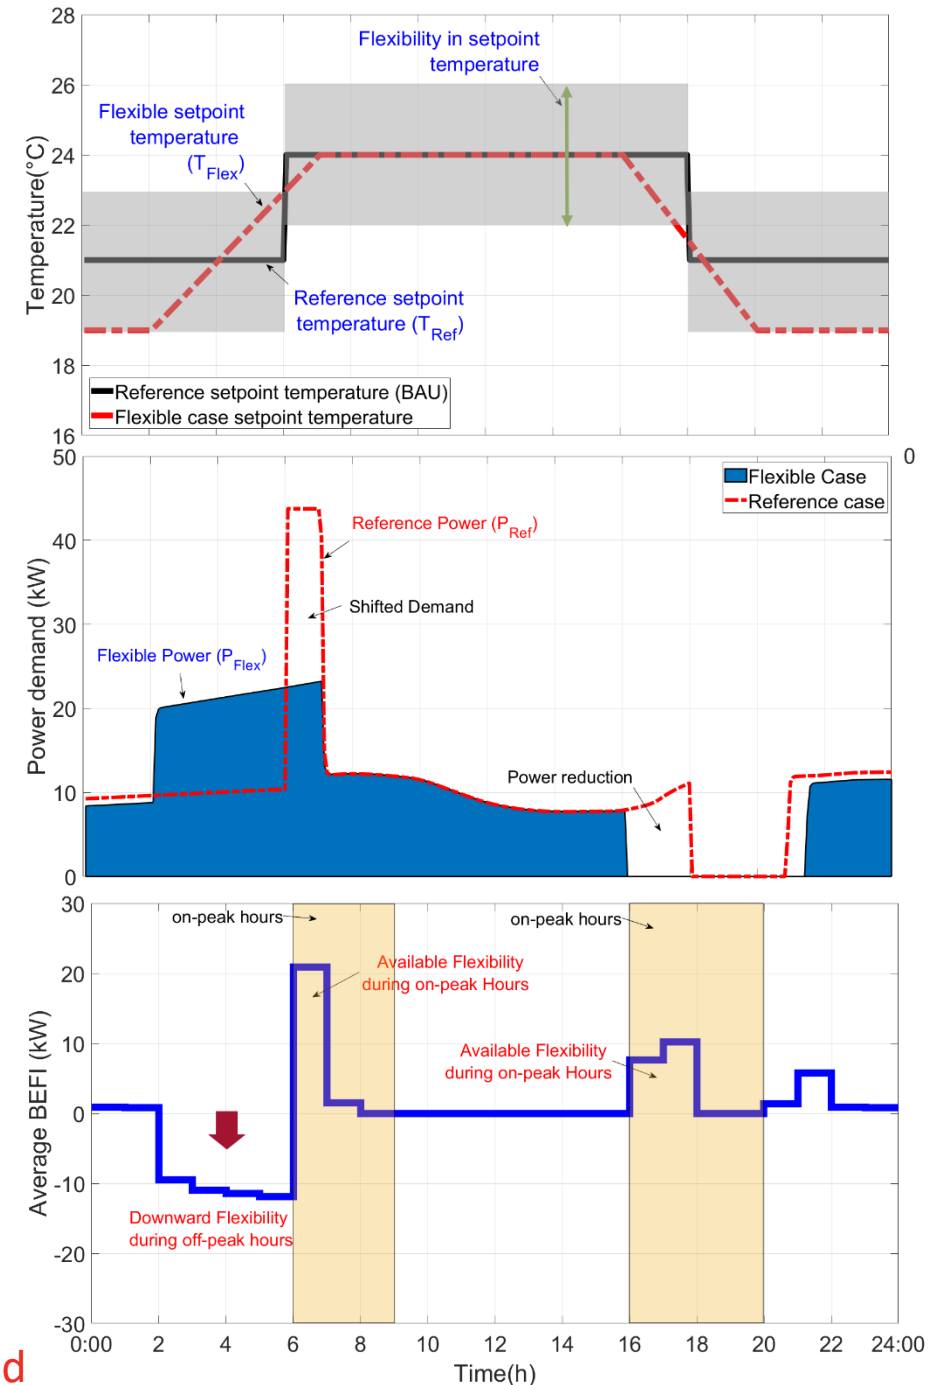 28
26
24
22
20
18
16
Temperature(°C)
Flexibility in setpoint
temperature
Flexible setpoint
temperature
(T_Flex)
Reference setpoint
temperature (T_Ref)
Reference setpoint temperature (BAU)
Flexible case setpoint temperature
50
40
30
20
10
0
0
Power demand (kW)
Flexible Case
Reference case
Reference Power (P_Ref)
Shifted Demand
Flexible Power (P_Flex)
Power reduction
30
20
10
0
-10
-20
-30
Average BEFI (kW)
on-peak hours
on-peak hours
Available Flexibility
during on-peak Hours
Available Flexibility
during on-peak Hours
Downward Flexibility
during off-peak hours
0:00 2 4 6 8 10 12 14 16 18 20 22 24:00
Time(h)
d